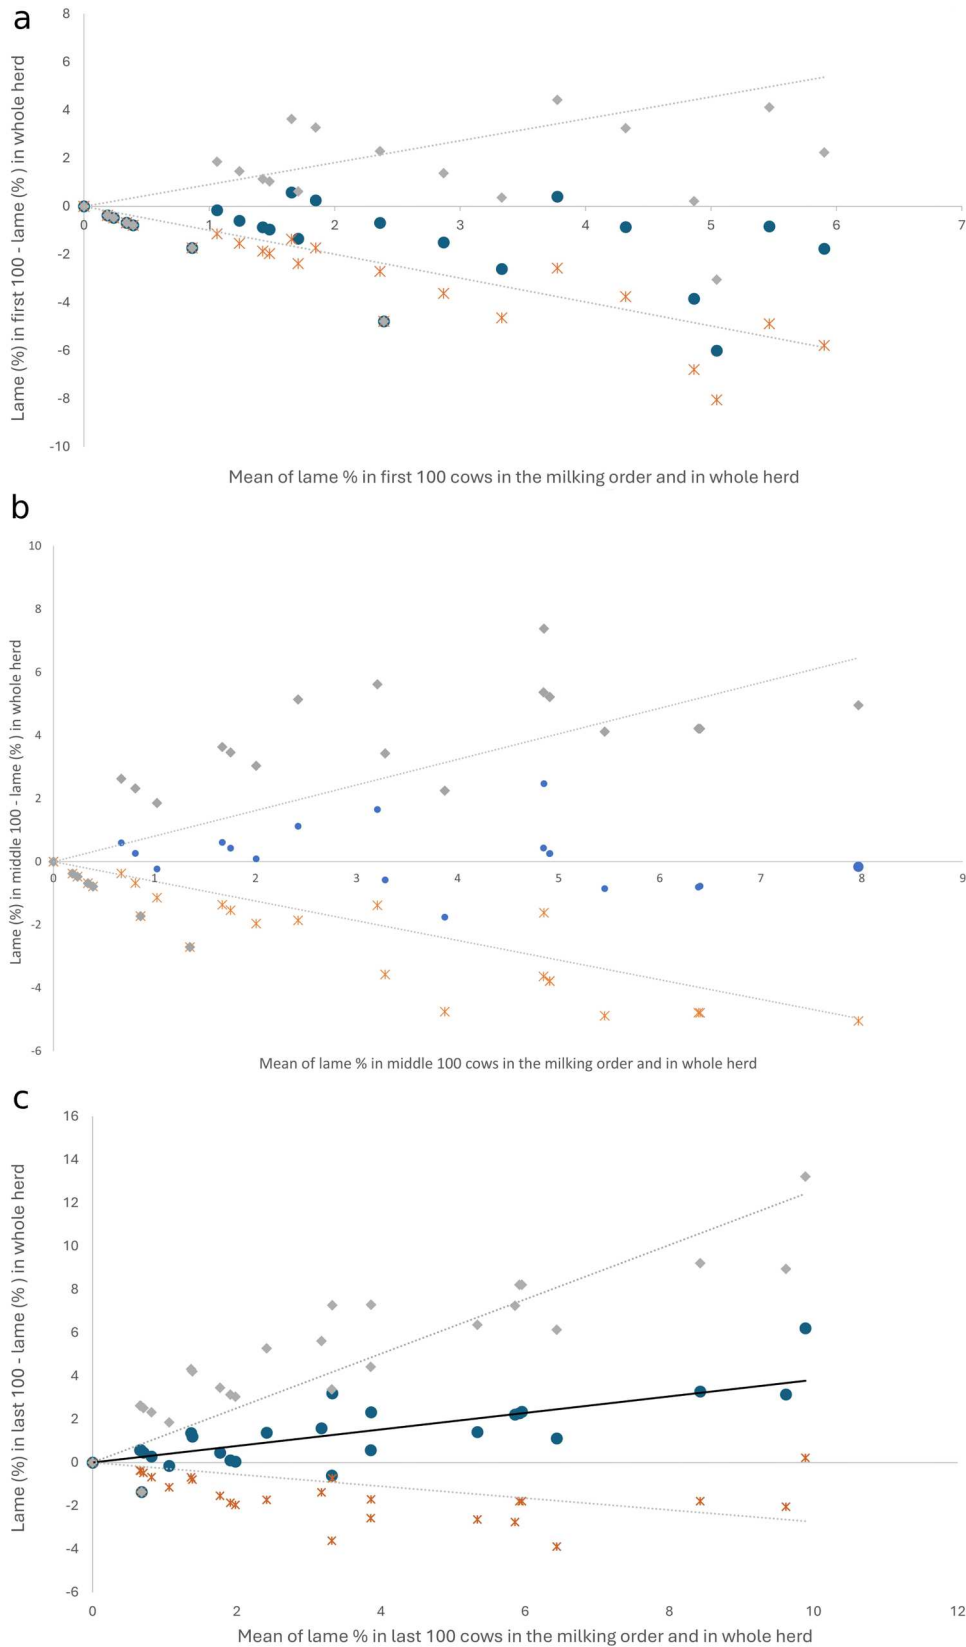 a
8
6
4
2
0
-2
-4
-6
-8
-10
0 1 2 3 4 5 6 7
Lame (%) in first 100 - lame (% ) in whole herd
Mean of lame % in first 100 cows in the milking order and in whole herd
b
10
8
6
4
2
0
-2
-4
-6
0 1 2 3 4 5 6 7 8 9
Lame (%) in middle 100 - lame (% ) in whole herd
Mean of lame % in middle 100 cows in the milking order and in whole herd
c
16
14
12
10
8
6
4
2
0
-2
-4
-6
0 2 4 6 8 10 12
Lame (%) in last 100 - lame (% ) in whole herd
Mean of lame % in last 100 cows in the milking order and in whole herd